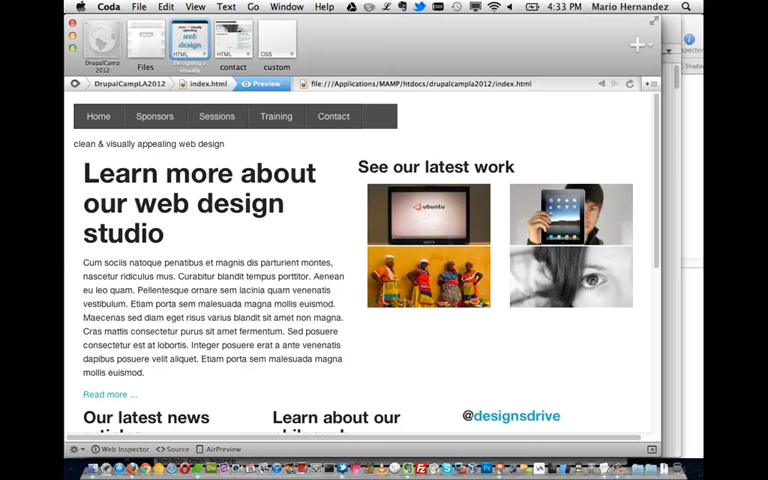 Coda File Edit View Text Go Window Help 4:33 PM Mario Hernandez
DrupalCamp 2012
Files
HTML
Designing a visually
HTML
contact
CSS
custom
DrupalCampLA2012 index.html Preview file:///Applications/MAMP/htdocs/drupalcampla2012/index.html
Home Sponsors Sessions Training Contact
clean & visually appealing web design
Learn more about
our web design
studio
Cum sociis natoque penatibus et magnis dis parturient montes,
nascetur ridiculus mus. Curabitur blandit tempus porttitor. Aenean
eu leo quam. Pellentesque ornare sem lacinia quam venenatis
vestibulum. Etiam porta sem malesuada magna mollis euismod.
Maecenas sed diam eget risus varius blandit sit amet non magna.
Cras mattis consectetur purus sit amet fermentum. Sed posuere
consectetur est at lobortis. Integer posuere erat a ante venenatis
dapibus posuere velit aliquet. Etiam porta sem malesuada magna
mollis euismod.
Read more ...
See our latest work
ubuntu
Our latest news
Learn about our
@designsdrive
Web Inspector Source AirPreview